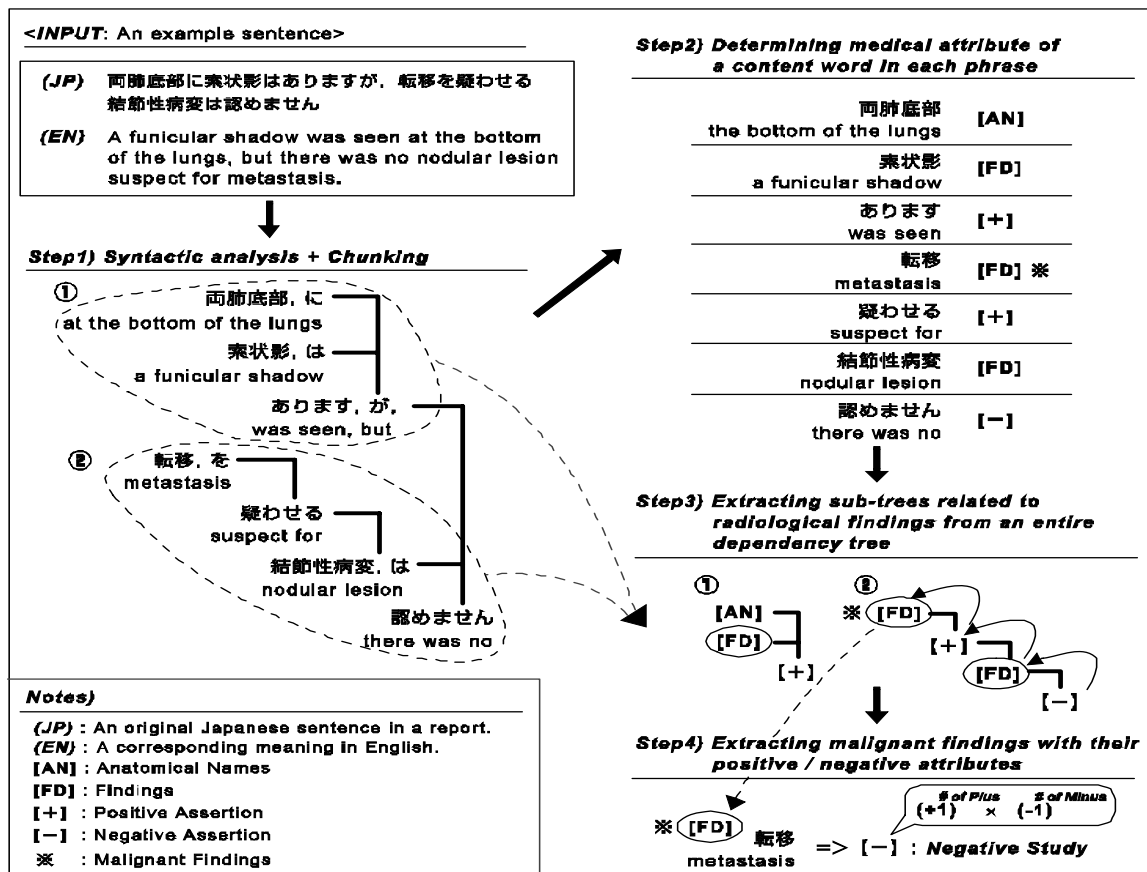 <INPUT: An example sentence>
(JP) 両肺底部に索状影はありますが，転移を疑わせる
結節性病変は認めません
(EN) A funicular shadow was seen at the bottom
of the lungs, but there was no nodular lesion
suspect for metastasis.
Step1) Syntactic analysis + Chunking
①
両肺底部, に
at the bottom of the lungs
索状影, は
a funicular shadow
あります, が,
was seen, but
②
転移, を
metastasis
疑わせる
suspect for
結節性病変, は
nodular lesion
認めません
there was no
Notes)
(JP) : An original Japanese sentence in a report.
(EN) : A corresponding meaning in English.
[AN] : Anatomical Names
[FD] : Findings
[+] : Positive Assertion
[−] : Negative Assertion
※ : Malignant Findings
Step2) Determining medical attribute of
a content word in each phrase
両肺底部 [AN]
the bottom of the lungs
索状影 [FD]
a funicular shadow
あります [+]
was seen
転移 [FD] ※
metastasis
疑わせる [+]
suspect for
結節性病変 [FD]
nodular lesion
認めません [−]
there was no
Step3) Extracting sub-trees related to
radiological findings from an entire
dependency tree
①
[AN]
[FD]
[+]
②
※ [FD]
[+]
[FD]
[−]
Step4) Extracting malignant findings with their
positive / negative attributes
# of Plus # of Minus
(+1) × (-1)
※ [FD] 転移 => [−] : Negative Study
metastasis